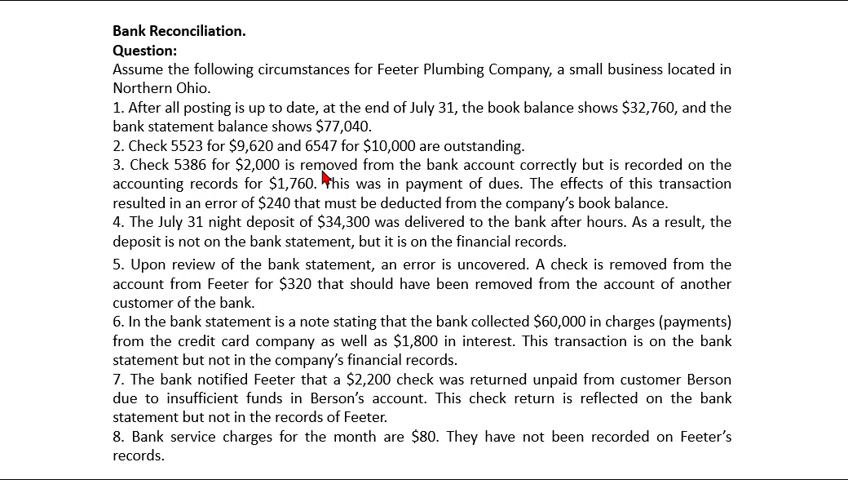 Bank Reconciliation.
Question:
Assume the following circumstances for Feeter Plumbing Company, a small business located in
Northern Ohio.
1. After all posting is up to date, at the end of July 31, the book balance shows $32,760, and the
bank statement balance shows $77,040.
2. Check 5523 for $9,620 and 6547 for $10,000 are outstanding.
3. Check 5386 for $2,000 is removed from the bank account correctly but is recorded on the
accounting records for $1,760. This was in payment of dues. The effects of this transaction
resulted in an error of $240 that must be deducted from the company's book balance.
4. The July 31 night deposit of $34,300 was delivered to the bank after hours. As a result, the
deposit is not on the bank statement, but it is on the financial records.
5. Upon review of the bank statement, an error is uncovered. A check is removed from the
account from Feeter for $320 that should have been removed from the account of another
customer of the bank.
6. In the bank statement is a note stating that the bank collected $60,000 in charges (payments)
from the credit card company as well as $1,800 in interest. This transaction is on the bank
statement but not in the company's financial records.
7. The bank notified Feeter that a $2,200 check was returned unpaid from customer Berson
due to insufficient funds in Berson's account. This check return is reflected on the bank
statement but not in the records of Feeter.
8. Bank service charges for the month are $80. They have not been recorded on Feeter's
records.